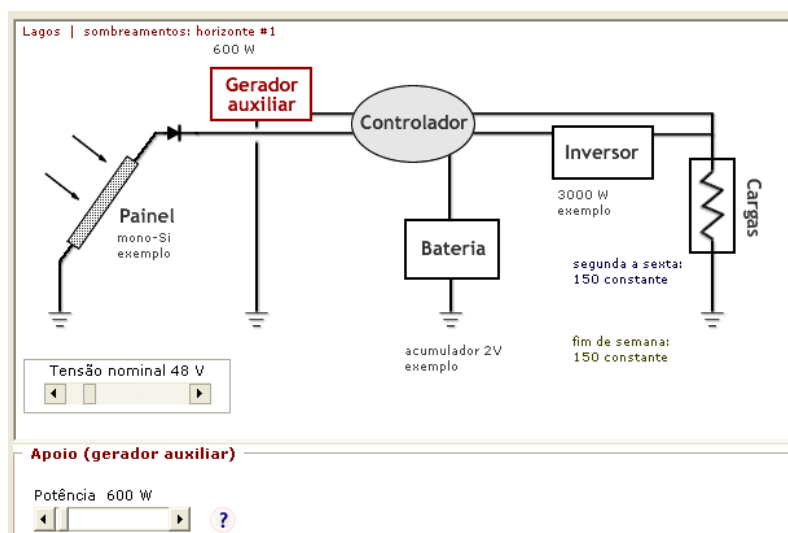 Lagos | sombreamentos: horizonte #1
600 W
Gerador
auxiliar
Controlador
Inversor
3000 W
exemplo
Cargas
Painel
mono-Si
exemplo
Bateria
segunda a sexta:
150 constante
acumulador 2V
exemplo
fim de semana:
150 constante
Tensão nominal 48 V
Apoio (gerador auxiliar)
Potência 600 W
?